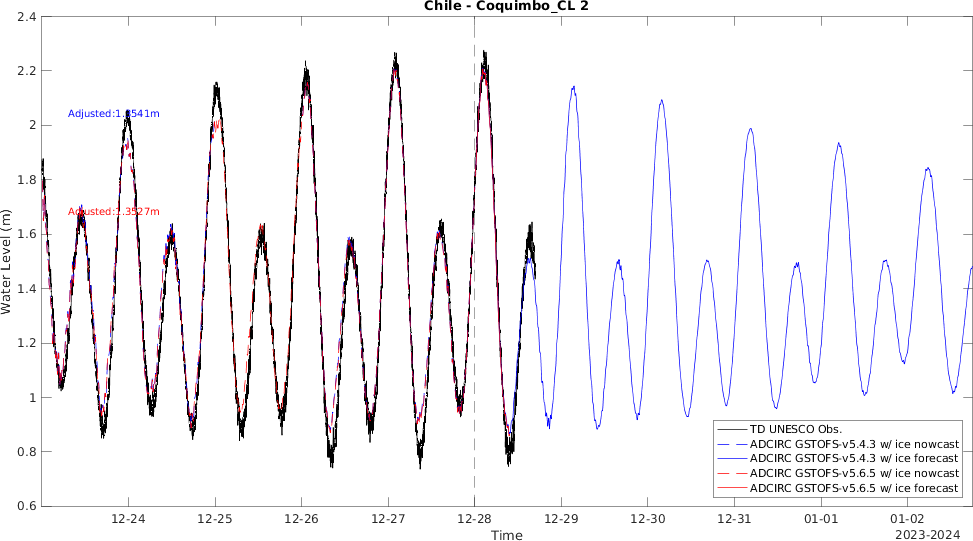 Chile - Coquimbo_CL 2
2.4
2.2
2
1.8
1.6
1.4
1.2
1
0.8
0.6
Water Level (m)
Adjusted:1.3541m
Adjusted:1.3527m
TD UNESCO Obs.
ADCIRC GSTOFS-v5.4.3 w/ ice nowcast
ADCIRC GSTOFS-v5.4.3 w/ ice forecast
ADCIRC GSTOFS-v5.6.5 w/ ice nowcast
ADCIRC GSTOFS-v5.6.5 w/ ice forecast
12-24
12-25
12-26
12-27
12-28
12-29
12-30
12-31
01-01
01-02
Time
2023-2024